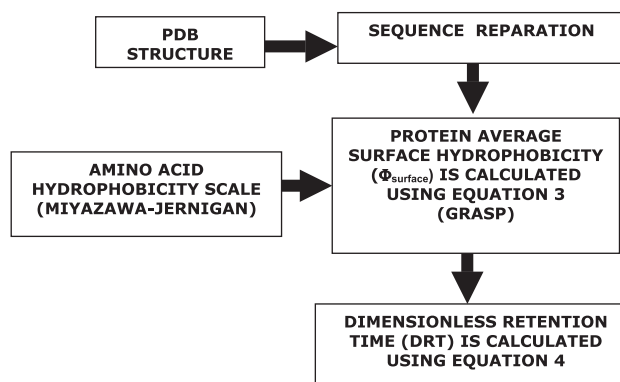 PDB
STRUCTURE
SEQUENCE REPARATION
AMINO ACID
HYDROPHOBICITY SCALE
(MIYAZAWA-JERNIGAN)
PROTEIN AVERAGE
SURFACE HYDROPHOBICITY
(Φsurface) IS CALCULATED
USING EQUATION 3
(GRASP)
DIMENSIONLESS RETENTION
TIME (DRT) IS CALCULATED
USING EQUATION 4